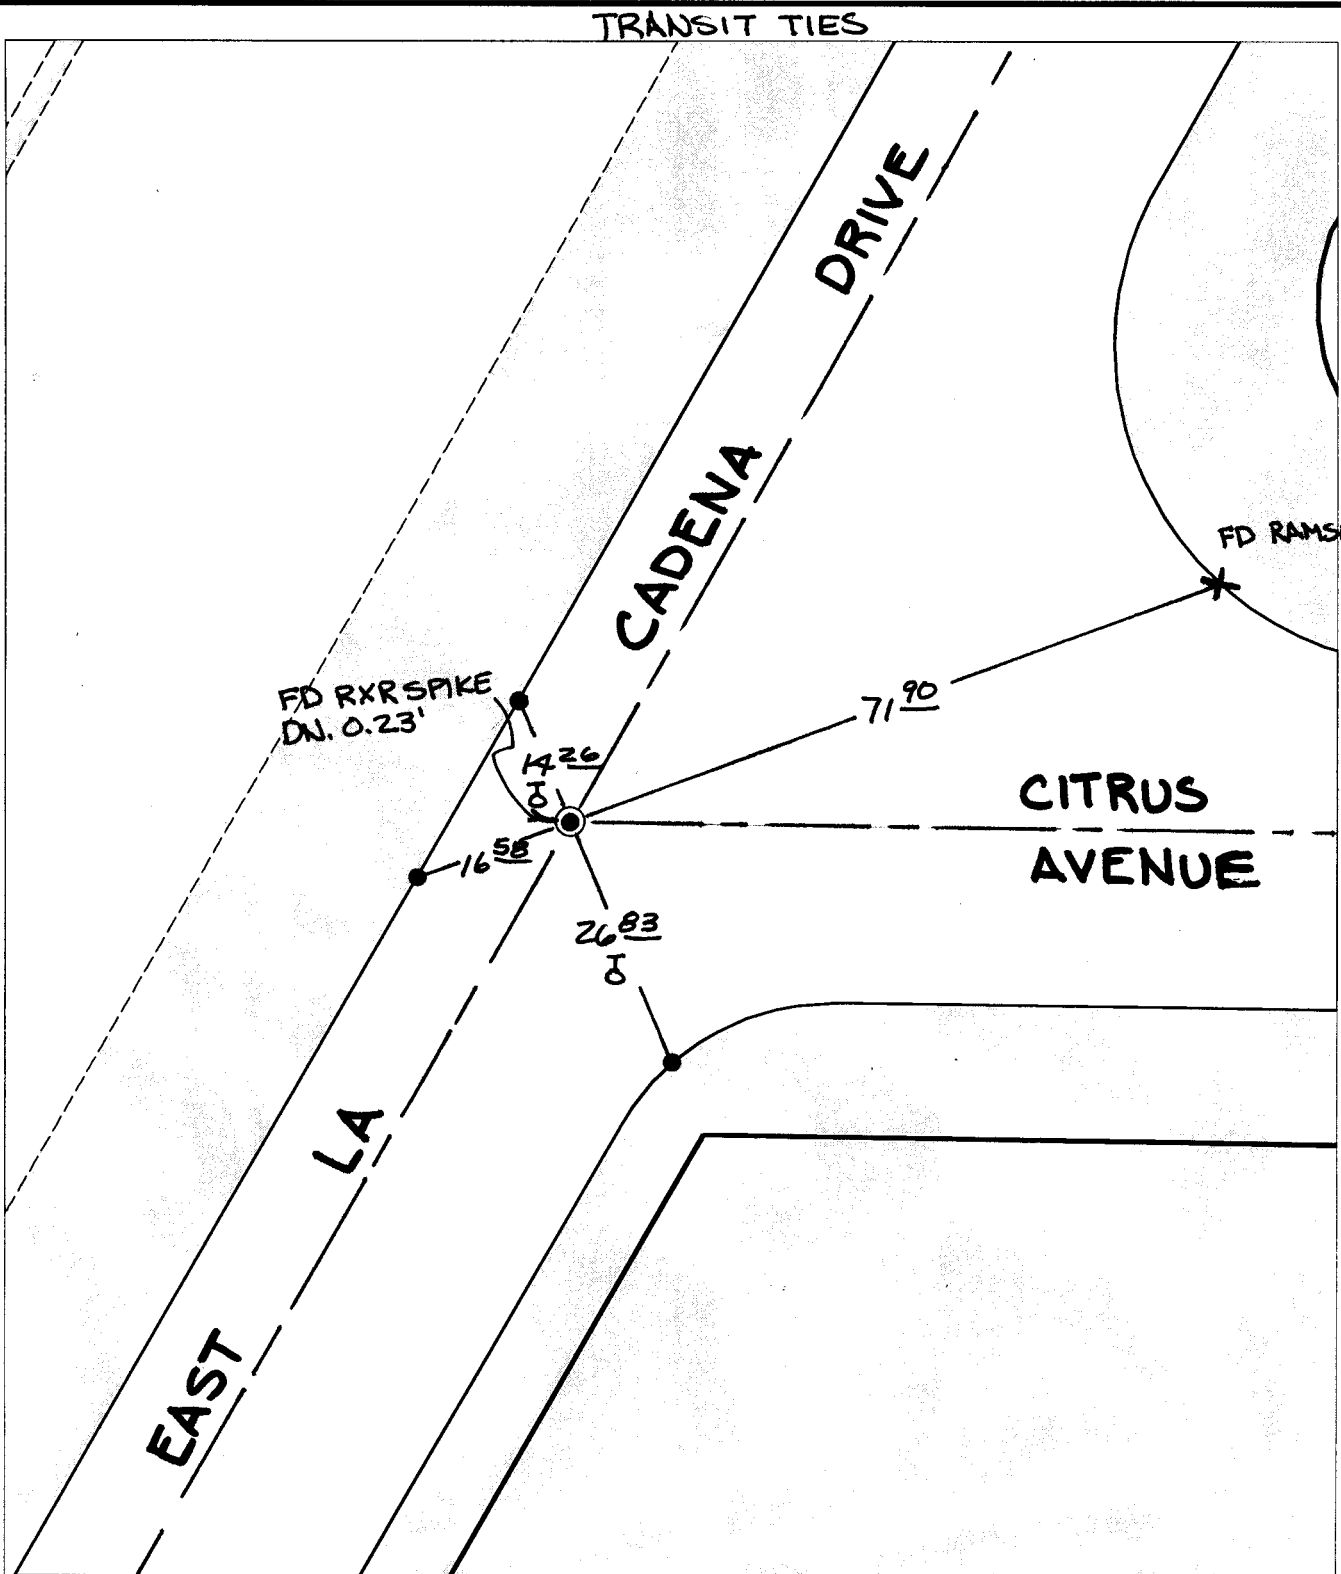 TRANSIT TIES
DRIVE
CADENA
FD
FD RXR SPIKE
DN. 0.23'
71 90
14 26
CITRUS
AVENUE
16 58
26 83
LA
EAST